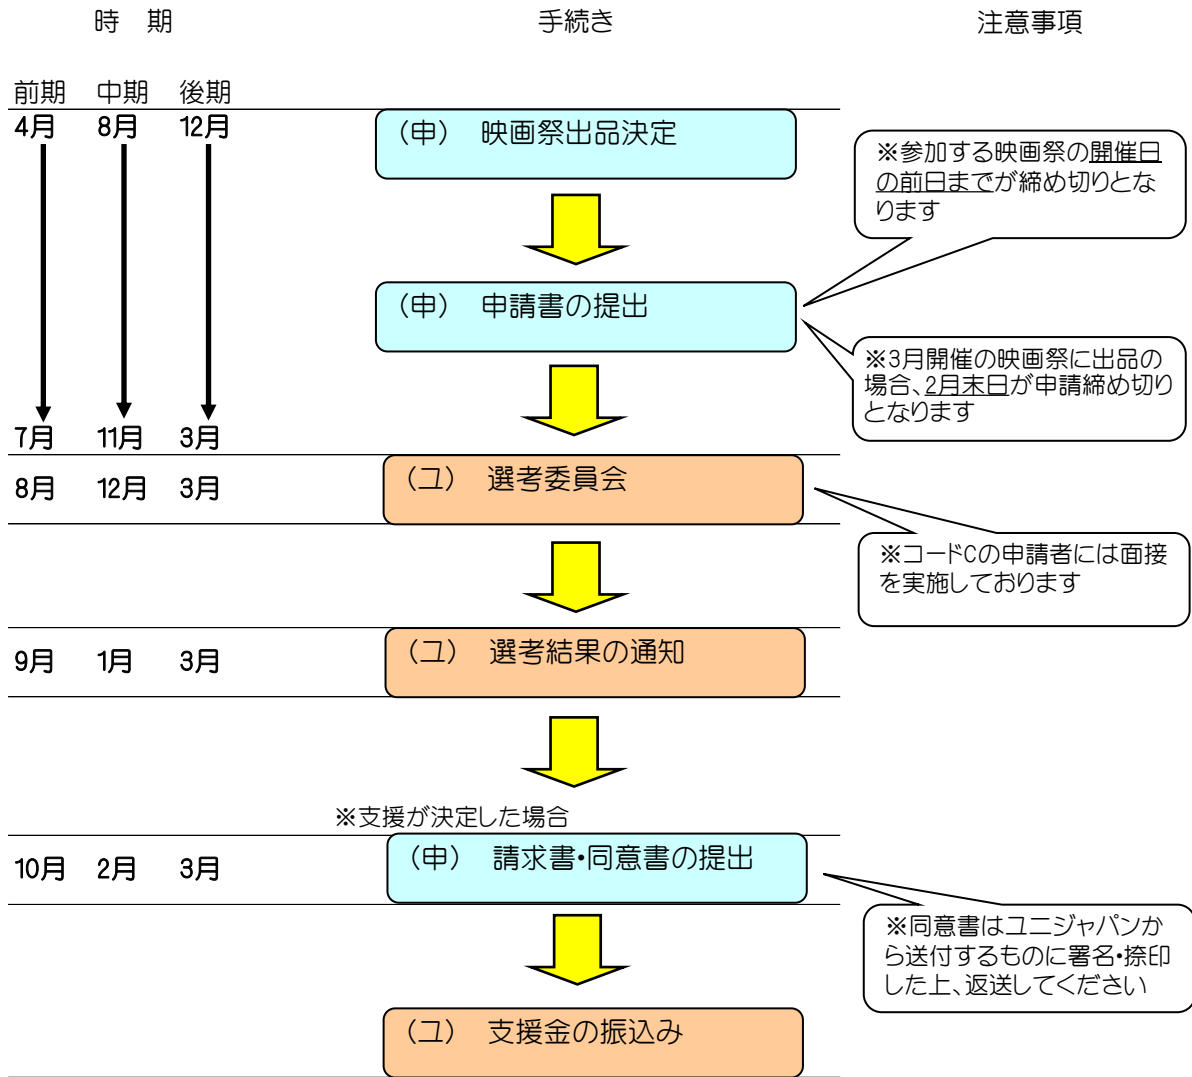 時　期　手続き　注意事項
前期　中期　後期
4月　8月　12月
(申)　映画祭出品決定
※参加する映画祭の開催日
の前日までが締め切りとな
ります
(申)　申請書の提出
※3月開催の映画祭に出品の
場合、2月末日が申請締め切り
となります
7月　11月　3月
8月　12月　3月
(ユ)　選考委員会
※コードCの申請者には面接
を実施しております
9月　1月　3月
(ユ)　選考結果の通知
※支援が決定した場合
10月　2月　3月
(申)　請求書・同意書の提出
※同意書はユニジャパンか
ら送付するものに署名・捺印
した上、返送してください
(ユ)　支援金の振込み